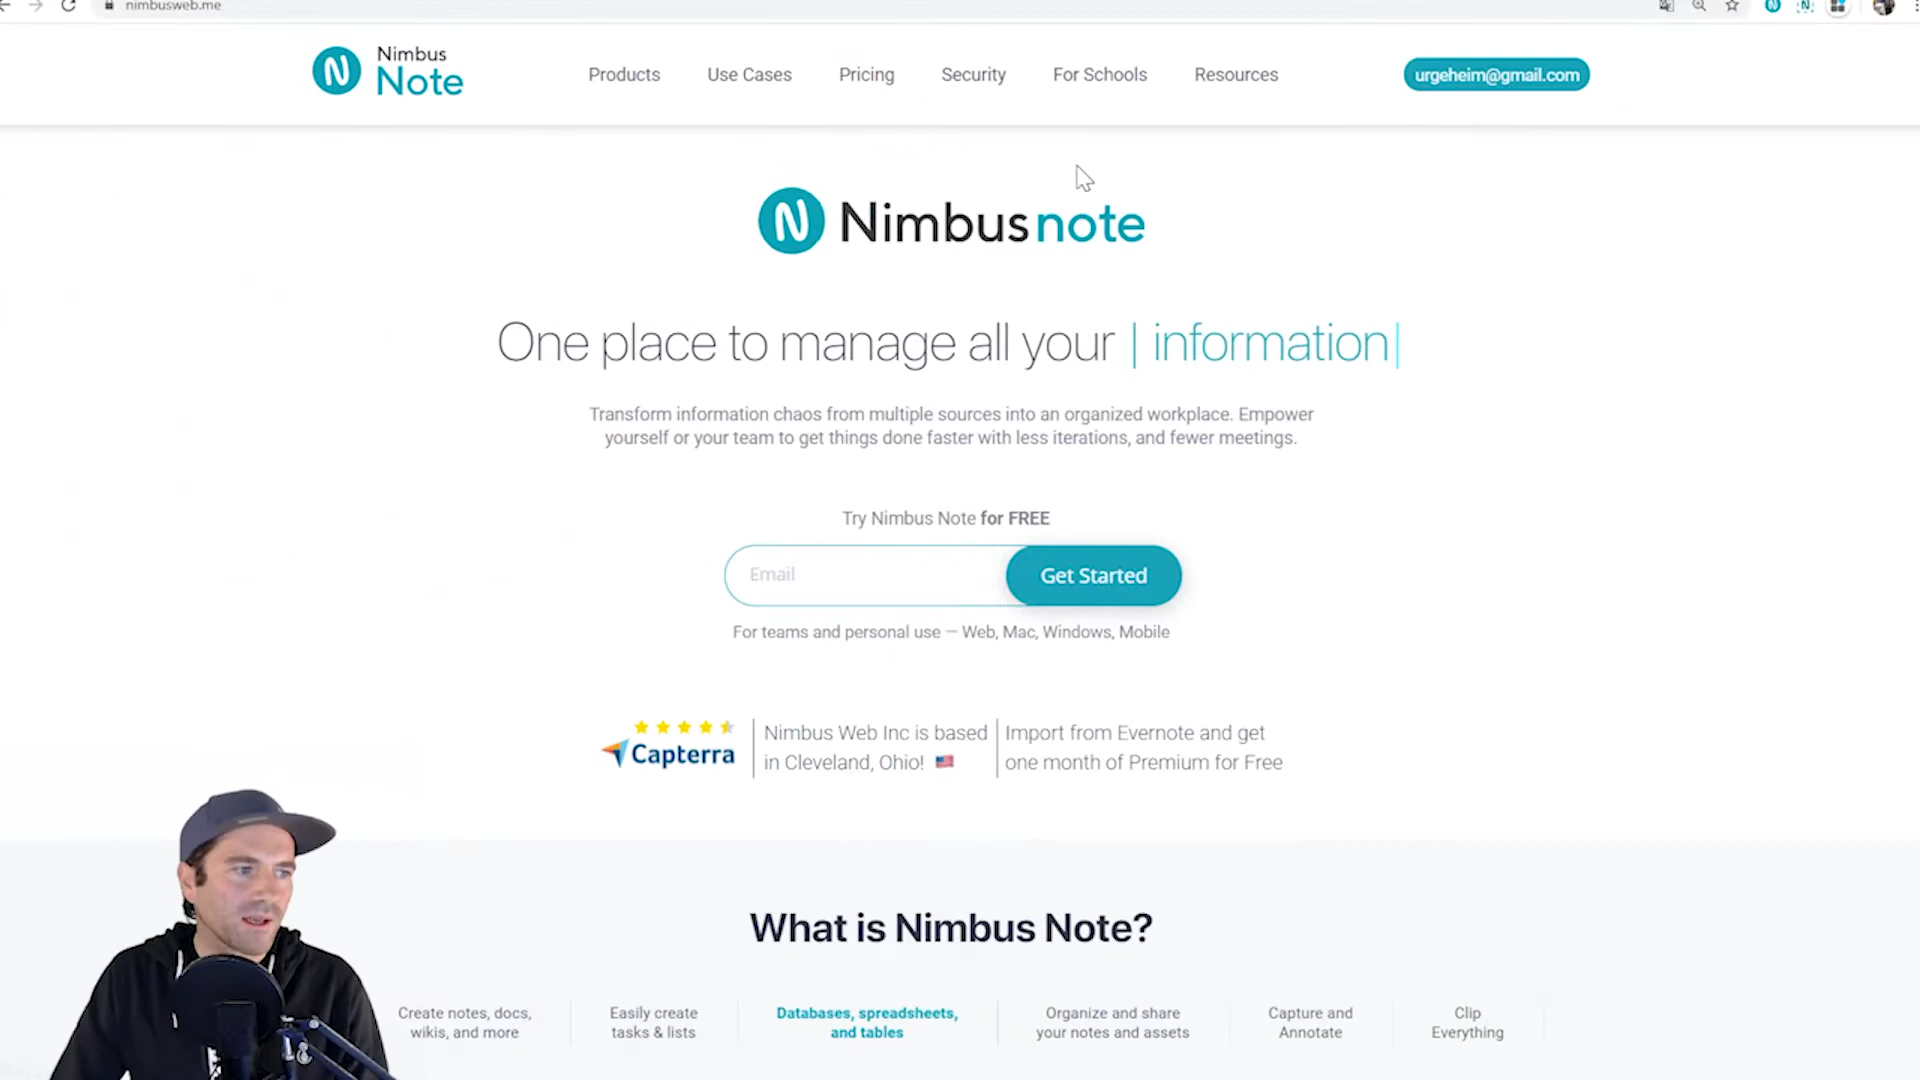 nimbusweb.me
Nimbus
Note
Products
Use Cases
Pricing
Security
For Schools
Resources
urgeheim@gmail.com
Nimbus note
One place to manage all your | information|
Transform information chaos from multiple sources into an organized workplace. Empower
yourself or your team to get things done faster with less iterations, and fewer meetings.
Try Nimbus Note for FREE
Email
Get Started
For teams and personal use — Web, Mac, Windows, Mobile
Capterra
Nimbus Web Inc is based
in Cleveland, Ohio!
Import from Evernote and get
one month of Premium for Free
What is Nimbus Note?
Create notes, docs,
wikis, and more
Easily create
tasks & lists
Databases, spreadsheets,
and tables
Organize and share
your notes and assets
Capture and
Annotate
Clip
Everything